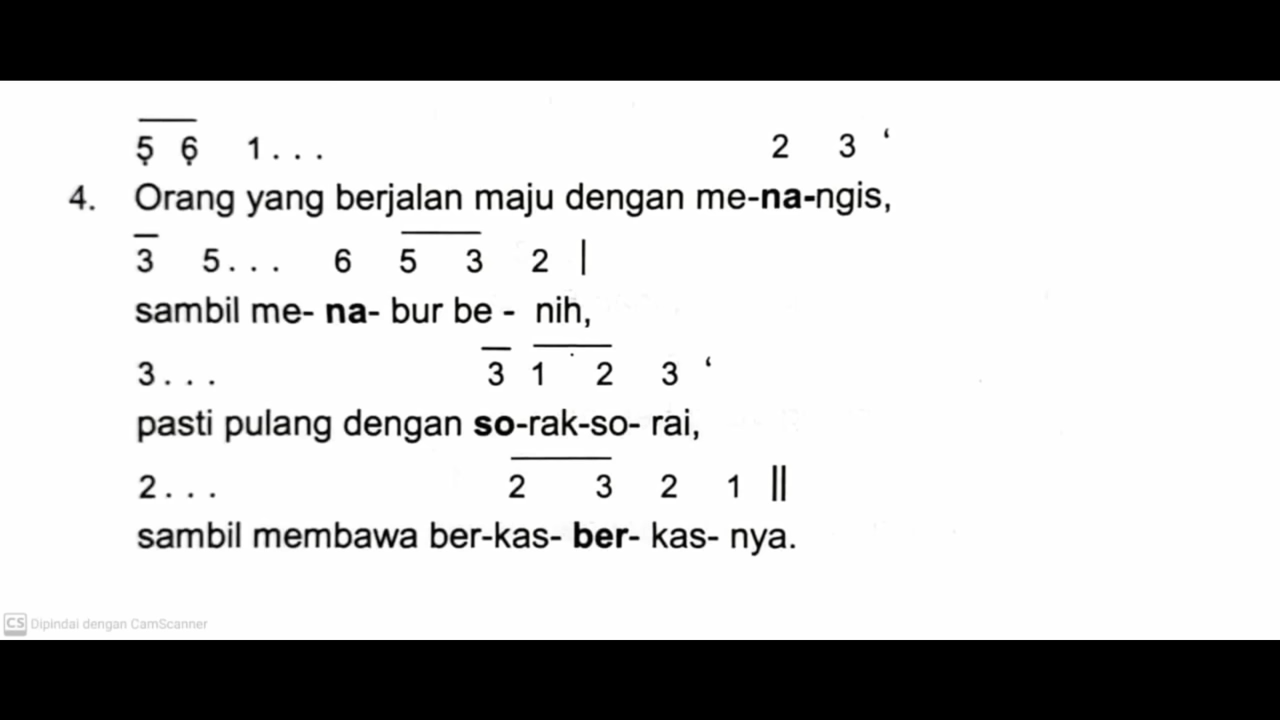 5̣ 6̣ 1 . . . 2 3 ‘
4. Orang yang berjalan maju dengan me-na-ngis,
3 5 . . . 6 5 3 2 |
sambil me- na- bur be - nih,
3 . . . 3 1 2 3 ‘
pasti pulang dengan so-rak-so- rai,
2 . . . 2 3 2 1 ||
sambil membawa ber-kas- ber- kas- nya.
CS Dipindai dengan CamScanner